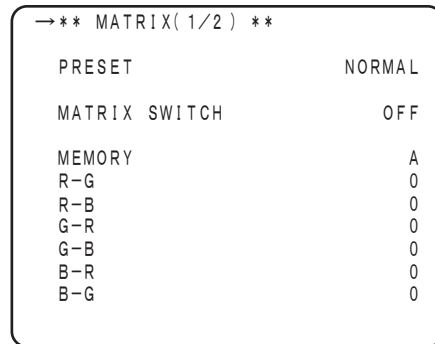 →** MATRIX(1/2) **
PRESET NORMAL
MATRIX SWITCH OFF
MEMORY A
R−G 0
R−B 0
G−R 0
G−B 0
B−R 0
B−G 0